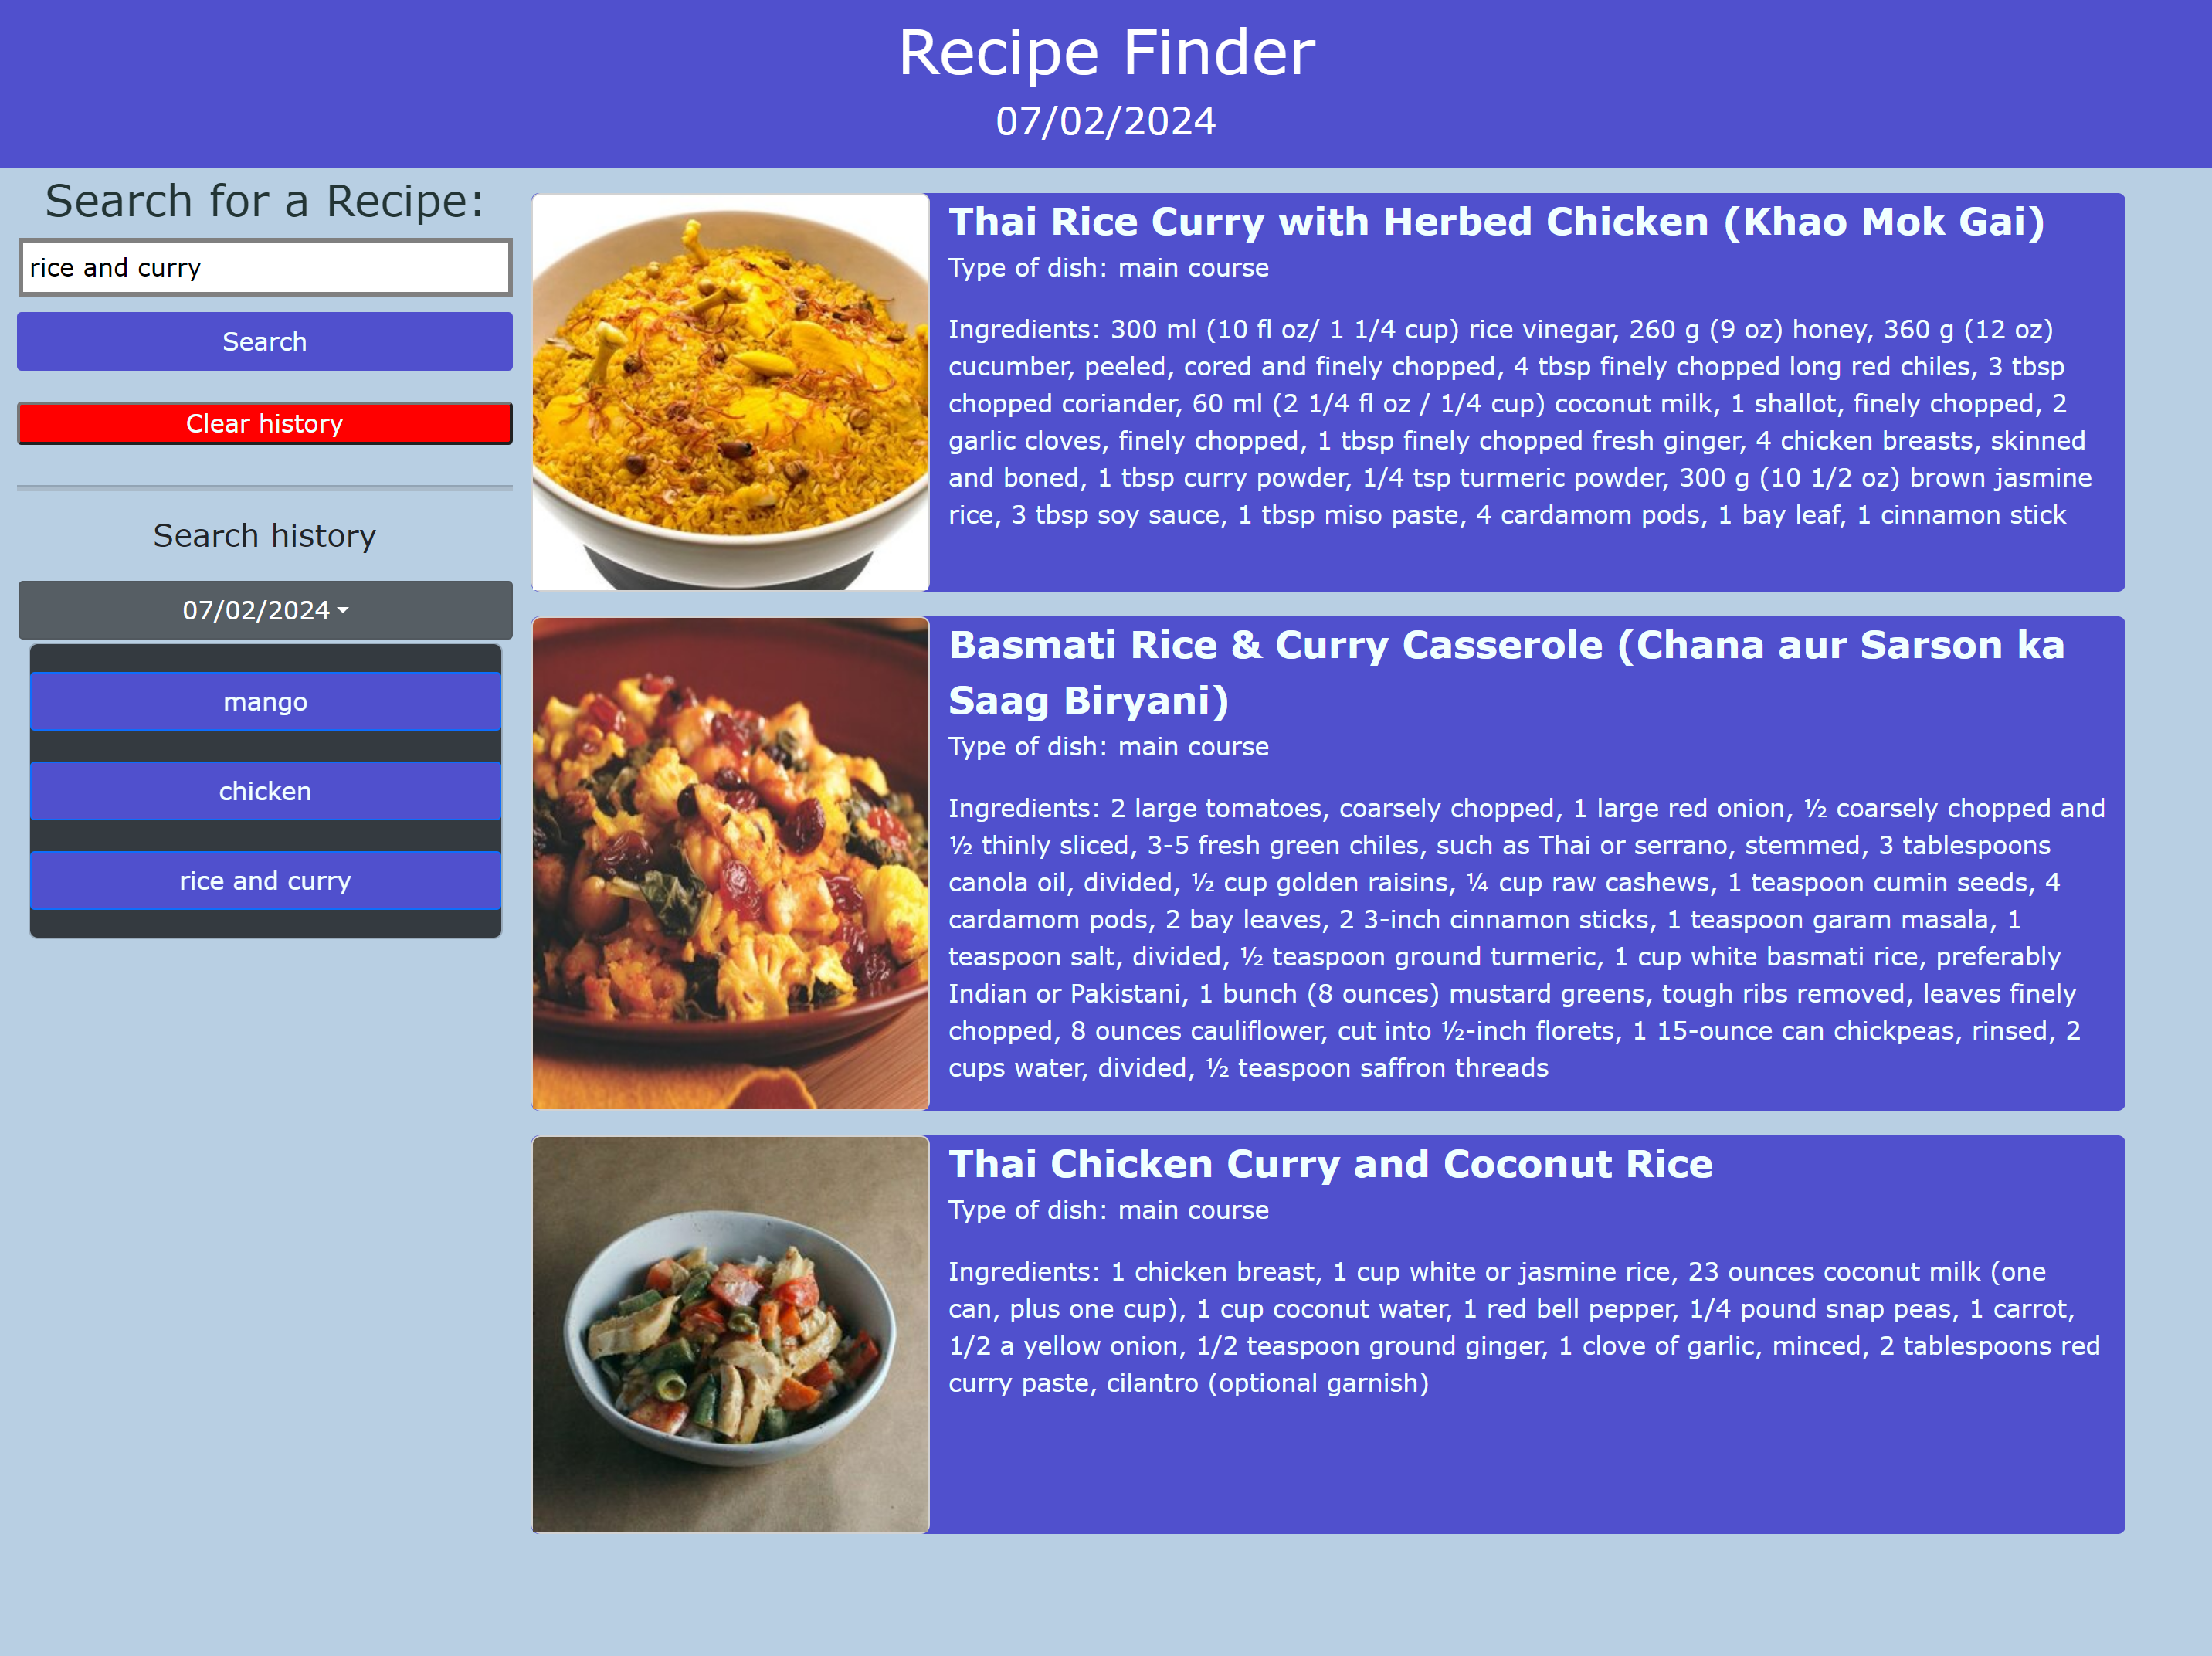 Recipe Finder
07/02/2024
Search for a Recipe:
rice and curry
Search
Clear history
Search history
07/02/2024
mango
chicken
rice and curry
Thai Rice Curry with Herbed Chicken (Khao Mok Gai)
Type of dish: main course
Ingredients: 300 ml (10 fl oz/ 1 1/4 cup) rice vinegar, 260 g (9 oz) honey, 360 g (12 oz)
cucumber, peeled, cored and finely chopped, 4 tbsp finely chopped long red chiles, 3 tbsp
chopped coriander, 60 ml (2 1/4 fl oz / 1/4 cup) coconut milk, 1 shallot, finely chopped, 2
garlic cloves, finely chopped, 1 tbsp finely chopped fresh ginger, 4 chicken breasts, skinned
and boned, 1 tbsp curry powder, 1/4 tsp turmeric powder, 300 g (10 1/2 oz) brown jasmine
rice, 3 tbsp soy sauce, 1 tbsp miso paste, 4 cardamom pods, 1 bay leaf, 1 cinnamon stick
Basmati Rice & Curry Casserole (Chana aur Sarson ka
Saag Biryani)
Type of dish: main course
Ingredients: 2 large tomatoes, coarsely chopped, 1 large red onion, ½ coarsely chopped and
½ thinly sliced, 3-5 fresh green chiles, such as Thai or serrano, stemmed, 3 tablespoons
canola oil, divided, ½ cup golden raisins, ¼ cup raw cashews, 1 teaspoon cumin seeds, 4
cardamom pods, 2 bay leaves, 2 3-inch cinnamon sticks, 1 teaspoon garam masala, 1
teaspoon salt, divided, ½ teaspoon ground turmeric, 1 cup white basmati rice, preferably
Indian or Pakistani, 1 bunch (8 ounces) mustard greens, tough ribs removed, leaves finely
chopped, 8 ounces cauliflower, cut into ½-inch florets, 1 15-ounce can chickpeas, rinsed, 2
cups water, divided, ½ teaspoon saffron threads
Thai Chicken Curry and Coconut Rice
Type of dish: main course
Ingredients: 1 chicken breast, 1 cup white or jasmine rice, 23 ounces coconut milk (one
can, plus one cup), 1 cup coconut water, 1 red bell pepper, 1/4 pound snap peas, 1 carrot,
1/2 a yellow onion, 1/2 teaspoon ground ginger, 1 clove of garlic, minced, 2 tablespoons red
curry paste, cilantro (optional garnish)